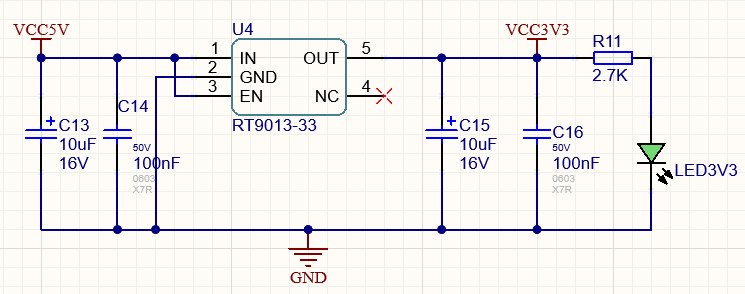 VCC5V
U4
VCC3V3
1 IN OUT 5
2 GND
3 EN NC 4
RT9013-33
R11
2.7K
C13
10uF
16V
C14
50V
100nF
0603
X7R
C15
10uF
16V
C16
50V
100nF
0603
X7R
LED3V3
GND